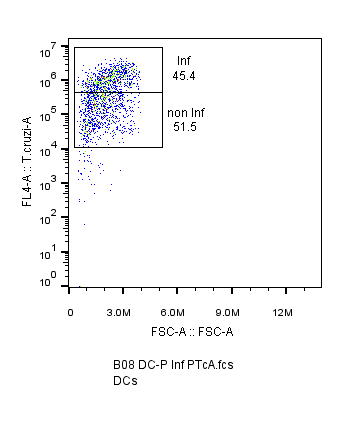 10^7
10^6
10^5
10^4
10^3
10^2
10^1
10^0
FL4-A :: T.cruzi-A
Inf
45.4
non Inf
51.5
0 3.0M 6.0M 9.0M 12M
FSC-A :: FSC-A
B08 DC-P Inf PTcA.fcs
DCs